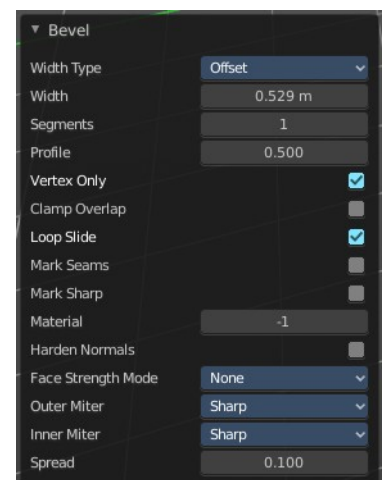 Bevel
Width Type Offset
Width 0.529 m
Segments 1
Profile 0.500
Vertex Only
Clamp Overlap
Loop Slide
Mark Seams
Mark Sharp
Material -1
Harden Normals
Face Strength Mode None
Outer Miter Sharp
Inner Miter Sharp
Spread 0.100